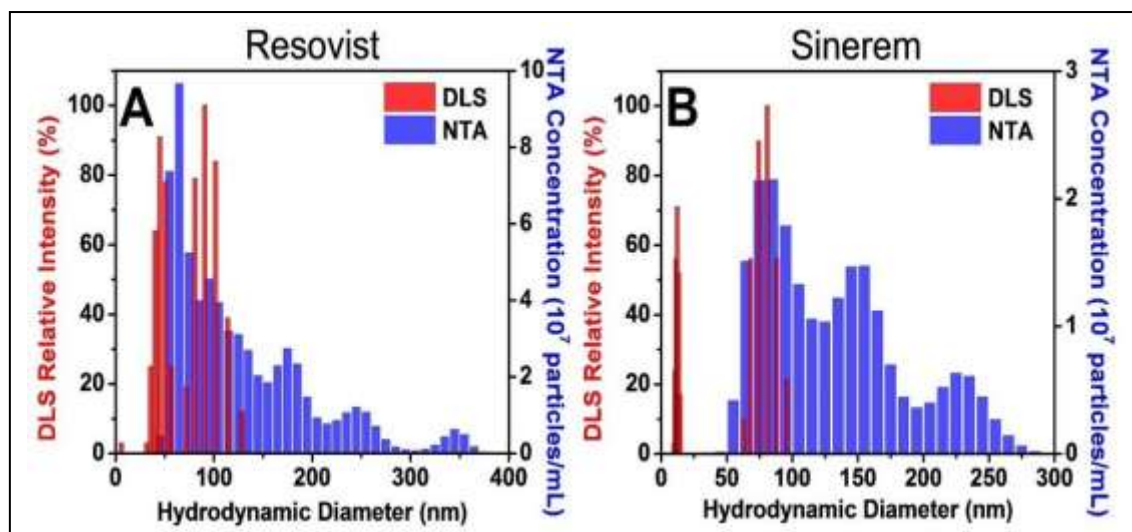 Resovist
DLS Relative Intensity (%)
100
80
60
40
20
0
A
DLS
NTA
10
8
6
4
2
0
NTA Concentration (10⁷ particles/mL)
0 100 200 300 400
Hydrodynamic Diameter (nm)
Sinerem
DLS Relative Intensity (%)
100
80
60
40
20
0
B
DLS
NTA
3
2
1
0
NTA Concentration (10⁷ particles/mL)
0 50 100 150 200 250 300
Hydrodynamic Diameter (nm)